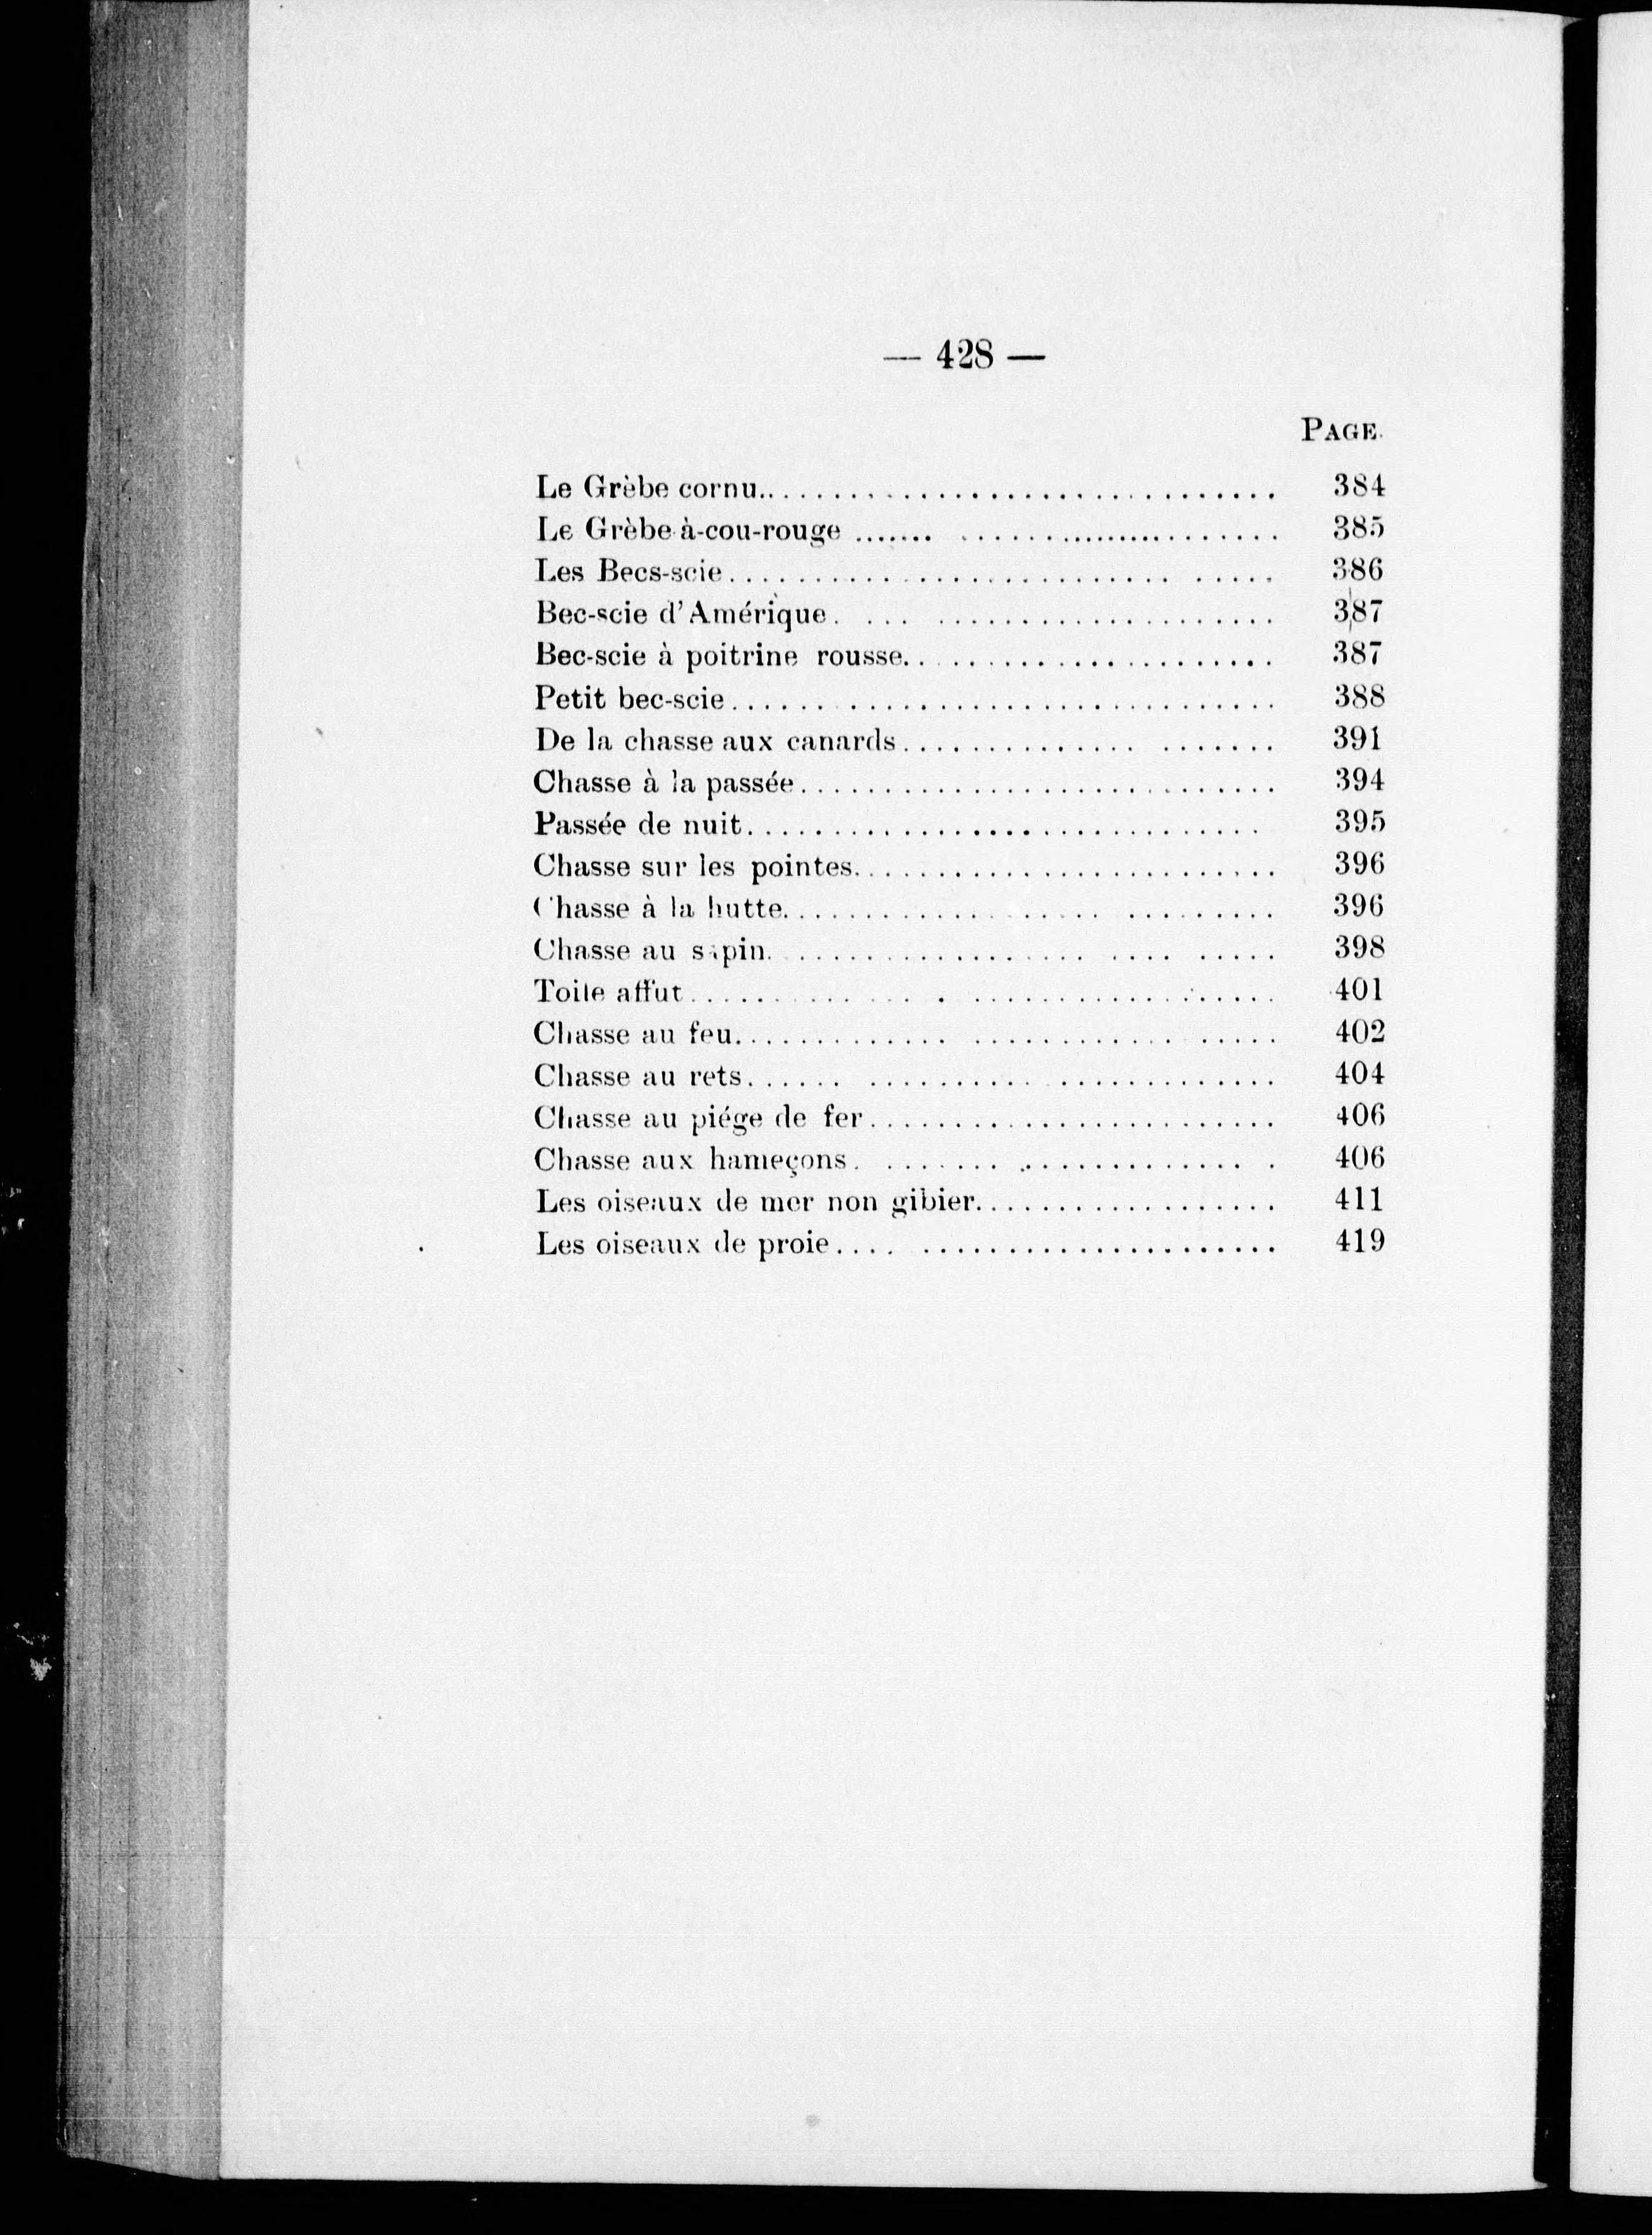 — 428 —
PAGE.
Le Grèbe cornu................................ 384
Le Grèbe-à-cou-rouge ................................ 385
Les Becs-scie................................ 386
Bec-scie d'Amérique................................ 387
Bec-scie à poitrine rousse................................ 387
Petit bec-scie................................ 388
De la chasse aux canards................................ 391
Chasse à la passée................................ 394
Passée de nuit................................ 395
Chasse sur les pointes................................ 396
Chasse à la hutte................................ 396
Chasse au sapin................................ 398
Toile affut................................ 401
Chasse au feu................................ 402
Chasse au rets................................ 404
Chasse au piége de fer................................ 406
Chasse aux hameçons................................ 406
Les oiseaux de mer non gibier................................ 411
Les oiseaux de proie................................ 419